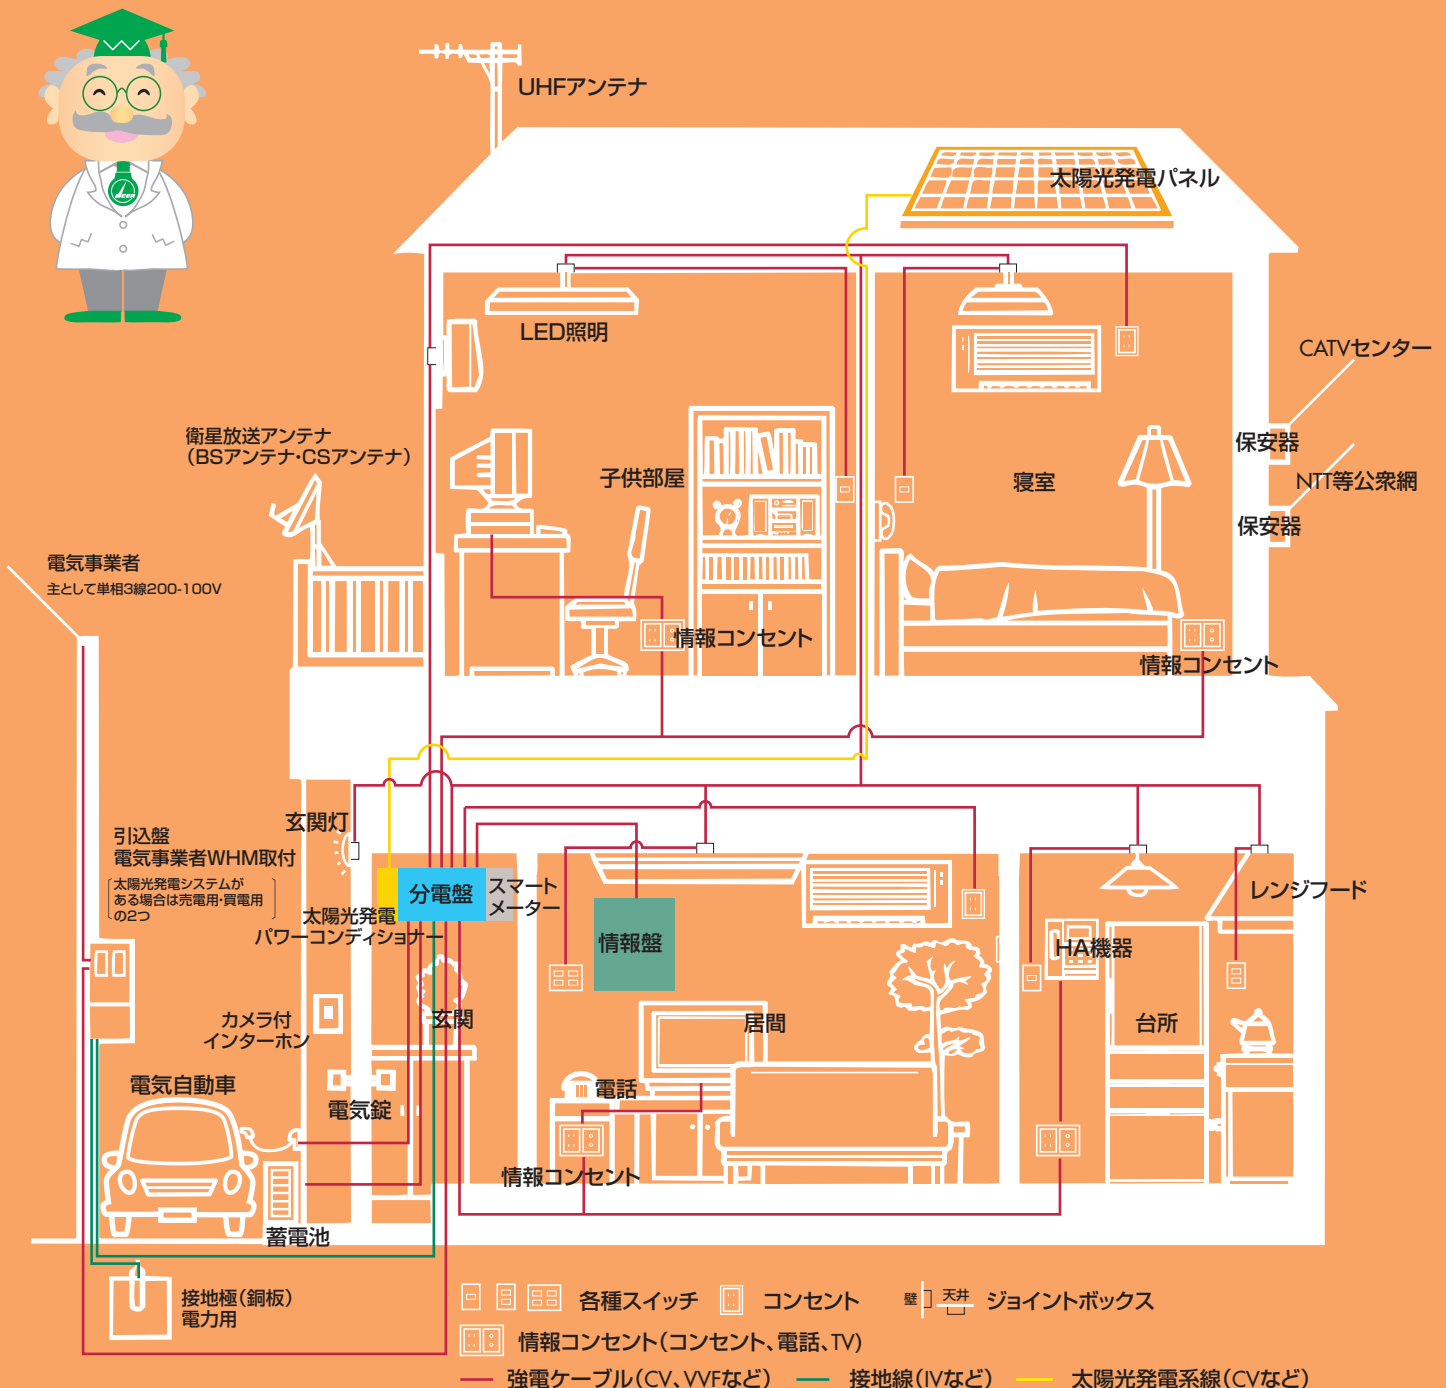 UHFアンテナ
太陽光発電パネル
LED照明
CATVセンター
保安器
衛星放送アンテナ
（BSアンテナ・CSアンテナ）
子供部屋
寝室
NTT等公衆網
保安器
電気事業者
主として単相3線200-100V
情報コンセント
情報コンセント
玄関灯
引込盤
電気事業者WHM取付
太陽光発電システムが
ある場合は売電用・買電用
の2つ
分電盤
スマート
メーター
レンジフード
太陽光発電
パワーコンディショナー
情報盤
HA機器
カメラ付
インターホン
玄関
居間
台所
電気自動車
電気錠
電話
情報コンセント
蓄電池
接地極（銅板）
電力用
各種スイッチ
コンセント
壁
天井
ジョイントボックス
情報コンセント（コンセント、電話、TV）
強電ケーブル（CV、VVFなど）
接地線（IVなど）
太陽光発電系線（CVなど）